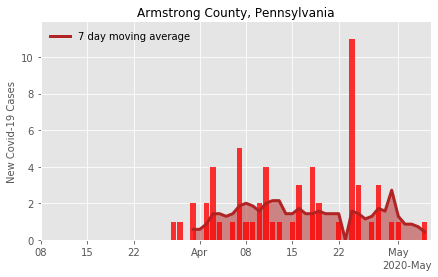 Armstrong County, Pennsylvania
7 day moving average
New Covid-19 Cases
10
8
6
4
2
0
08
15
22
Apr
08
15
22
May
2020-May